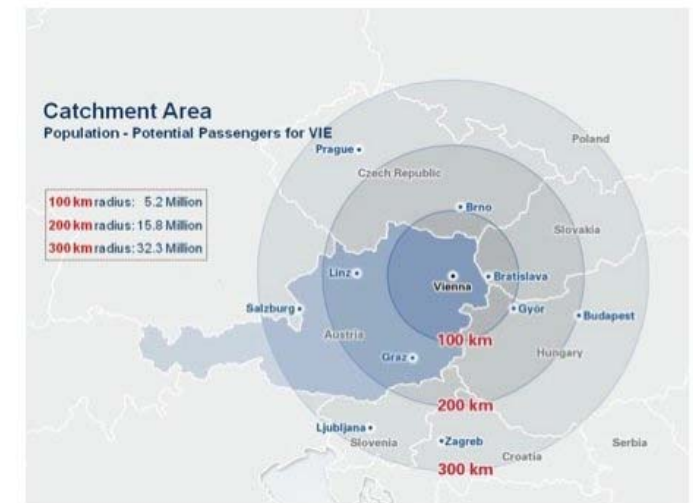 Catchment Area
Population - Potential Passengers for VIE
100 km radius: 5.2 Million
200 km radius: 15.8 Million
300 km radius: 32.3 Million
Poland
Prague
Czech Republic
Brno
Slovakia
Linz
Vienna
Bratislava
Salzburg
Györ
Budapest
Austria
100 km
Graz
Hungary
200 km
Ljubljana
Slovenia
Zagreb
Serbia
Croatia
300 km